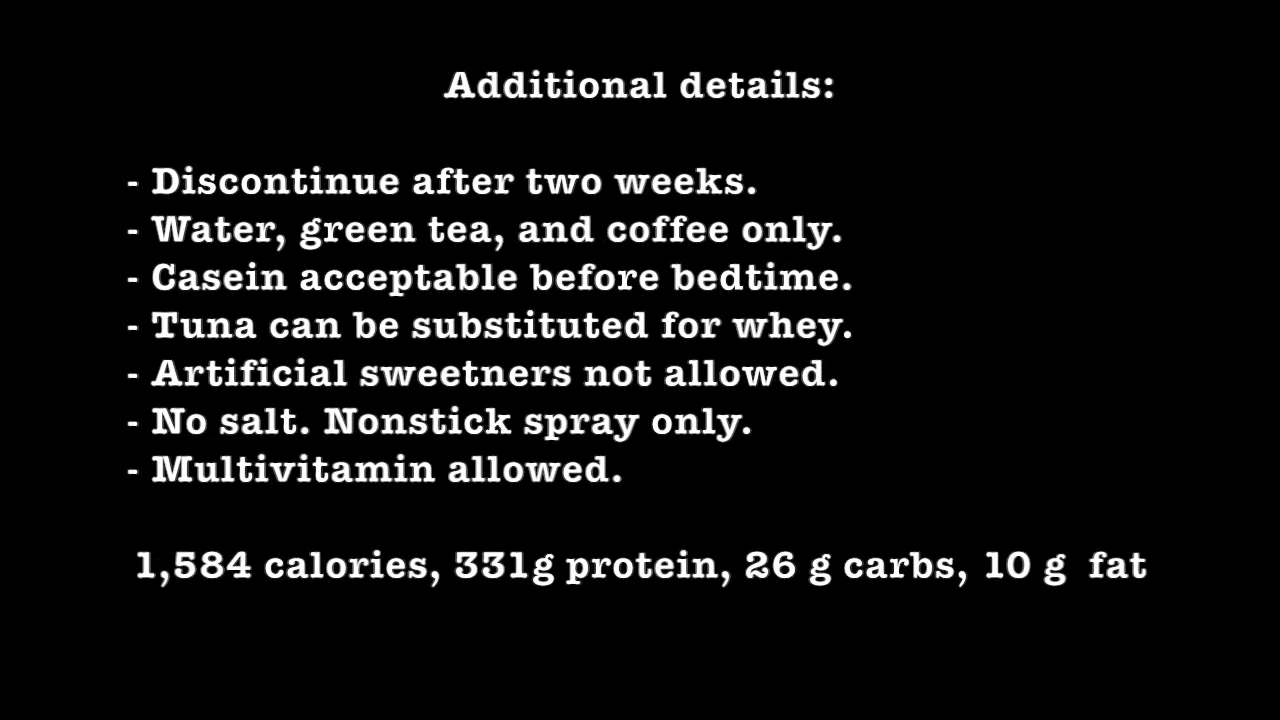 Additional details:
- Discontinue after two weeks.
- Water, green tea, and coffee only.
- Casein acceptable before bedtime.
- Tuna can be substituted for whey.
- Artificial sweetners not allowed.
- No salt. Nonstick spray only.
- Multivitamin allowed.
1,584 calories, 331g protein, 26 g carbs, 10 g  fat